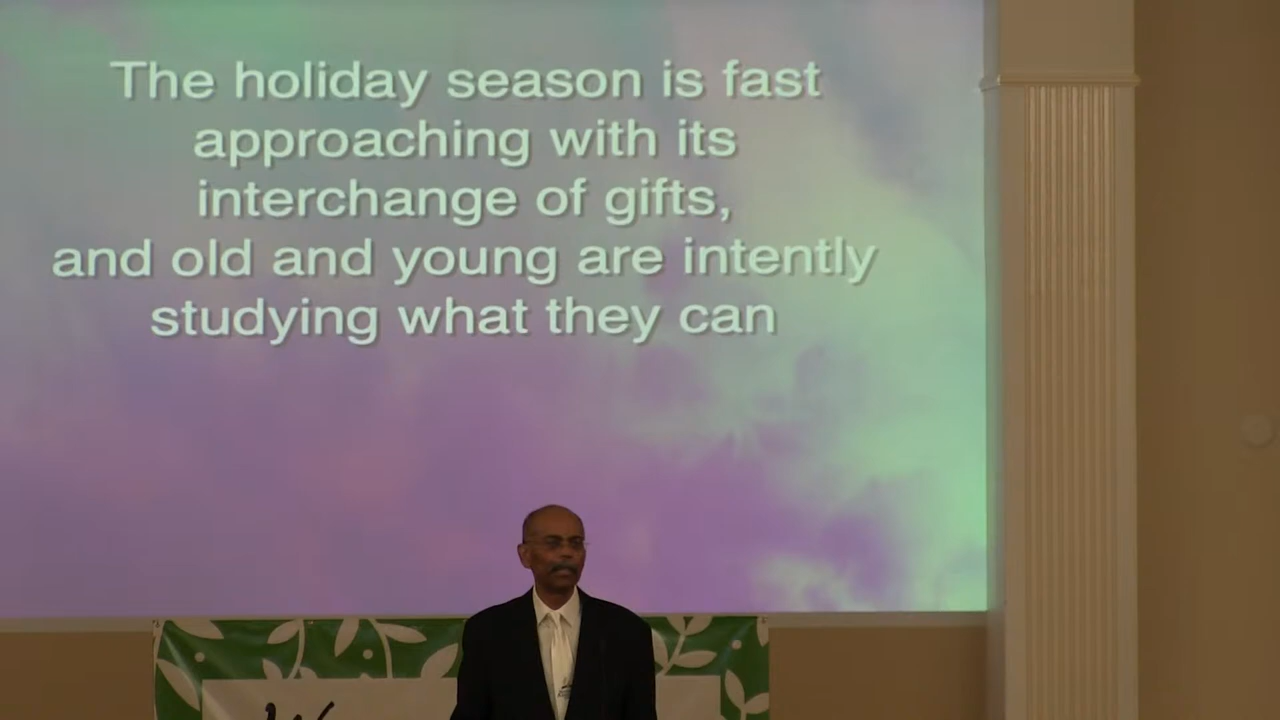 The holiday season is fast
approaching with its
interchange of gifts,
and old and young are intently
studying what they can